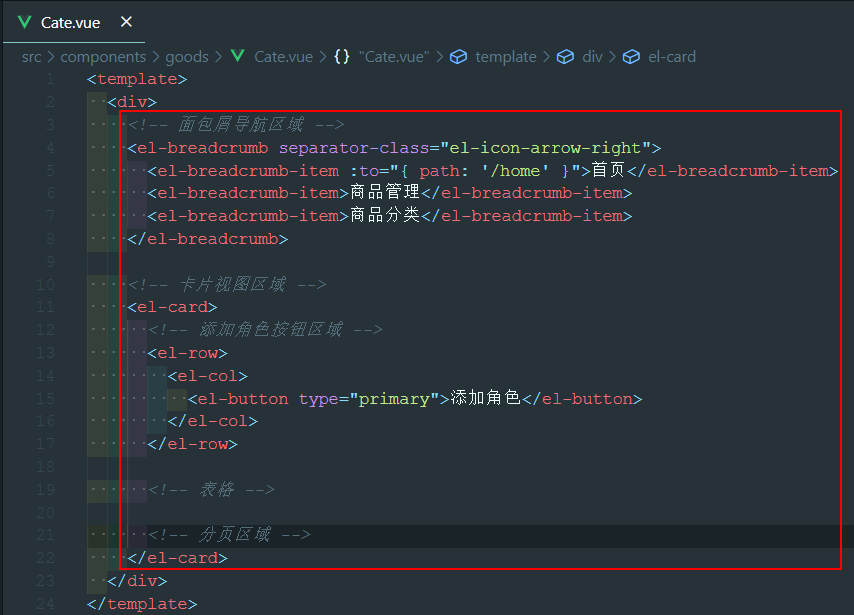 Cate.vue ×
src > components > goods > Cate.vue > {} "Cate.vue" > template > div > el-card
1 <template>
2 <div>
3 <!-- 面包屑导航区域 -->
4 <el-breadcrumb separator-class="el-icon-arrow-right">
5 <el-breadcrumb-item :to="{ path: '/home' }">首页</el-breadcrumb-item>
6 <el-breadcrumb-item>商品管理</el-breadcrumb-item>
7 <el-breadcrumb-item>商品分类</el-breadcrumb-item>
8 </el-breadcrumb>
9
10 <!-- 卡片视图区域 -->
11 <el-card>
12 <!-- 添加角色按钮区域 -->
13 <el-row>
14 <el-col>
15 <el-button type="primary">添加角色</el-button>
16 </el-col>
17 </el-row>
18
19 <!-- 表格 -->
20
21 <!-- 分页区域 -->
22 </el-card>
23 </div>
24 </template>